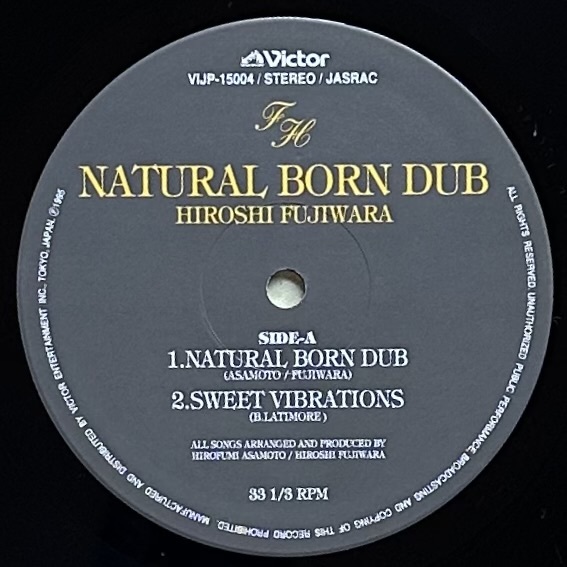 Victor
VIJP-15004 / STEREO / JASRAC
FH
NATURAL BORN DUB
HIROSHI FUJIWARA
SIDE-A
1.NATURAL BORN DUB
(ASAMOTO / FUJIWARA)
2.SWEET VIBRATIONS
(B.LATIMORE)
ALL SONGS ARRANGED AND PRODUCED BY
HIROFUMI ASAMOTO / HIROSHI FUJIWARA
33 1/3 RPM
ALL RIGHTS RESERVED. UNAUTHORIZED PUBLIC PERFORMANCE, BROADCASTING AND COPYING OF THIS RECORD PROHIBITED. MANUFACTURED AND DISTRIBUTED BY VICTOR ENTERTAINMENT INC., TOKYO, JAPAN. ℗1995